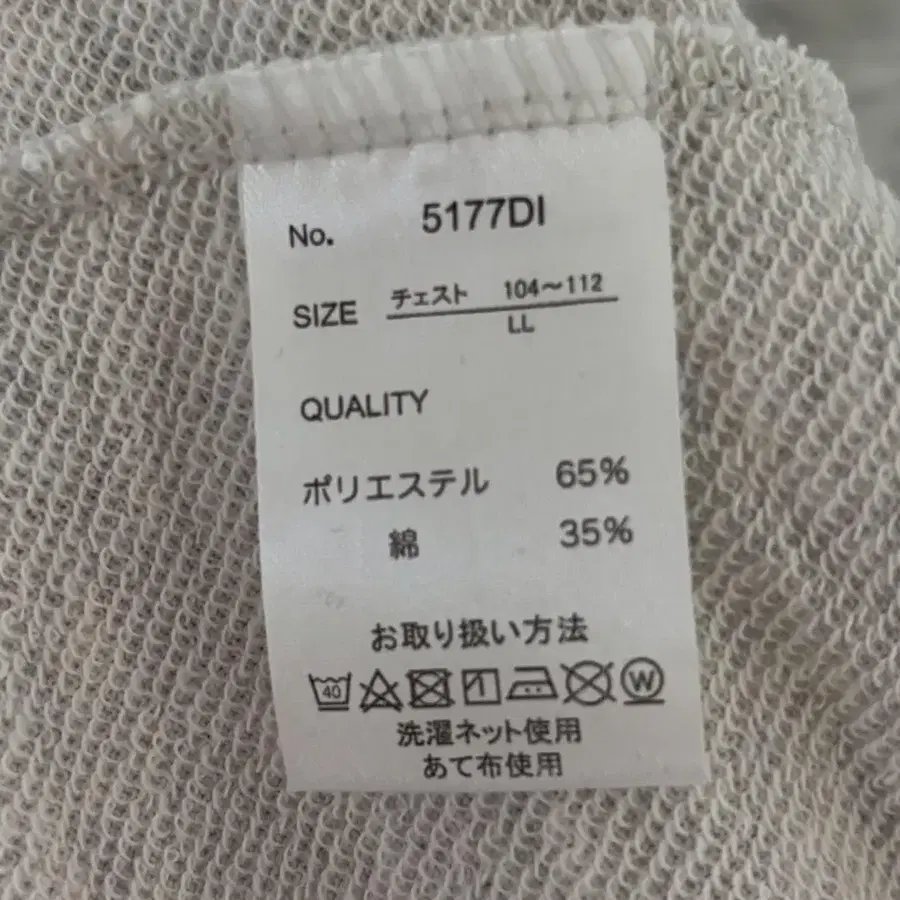 No. 5177DI
SIZE チェスト 104～112
LL
QUALITY
ポリエステル 65%
綿 35%
お取り扱い方法
40 W
洗濯ネット使用
あて布使用